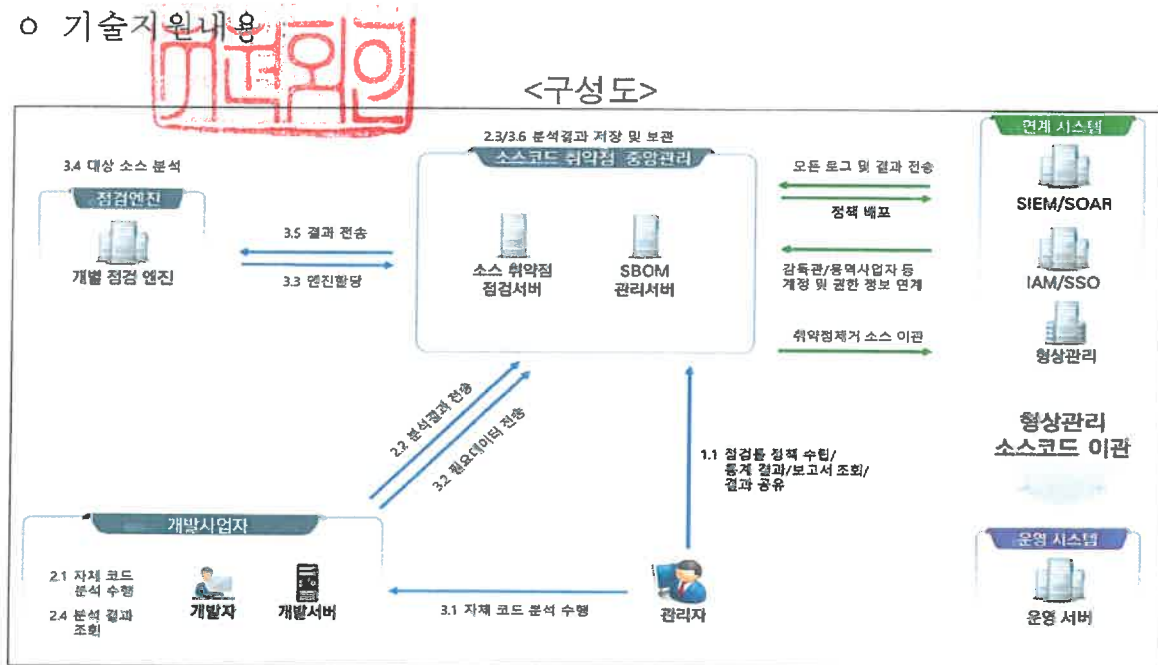 ㅇ 기술지원내용
<구성도>
2.3/3.6 분석결과 저장 및 보관
소스코드 취약점 중앙관리
연계 시스템
3.4 대상 소스 분석
점검엔진
개별 점검 엔진
3.5 결과 전송
3.3 엔진할당
소스 취약점
점검서버
SBOM
관리서버
모든 로그 및 결과 전송
정책 배포
SIEM/SOAR
감독관/용역사업자 등
계정 및 권한 정보 연계
IAM/SSO
취약점제거 소스 이관
형상관리
2.2 분석결과 전송
3.2 필요데이터 전송
1.1 점검룰 정책 수립/
통계 결과/보고서 조회/
결과 공유
형상관리
소스코드 이관
개발사업자
2.1 자체 코드
분석 수행
2.4 분석 결과
조회
개발자
개발서버
3.1 자체 코드 분석 수행
관리자
운영 시스템
운영 서버